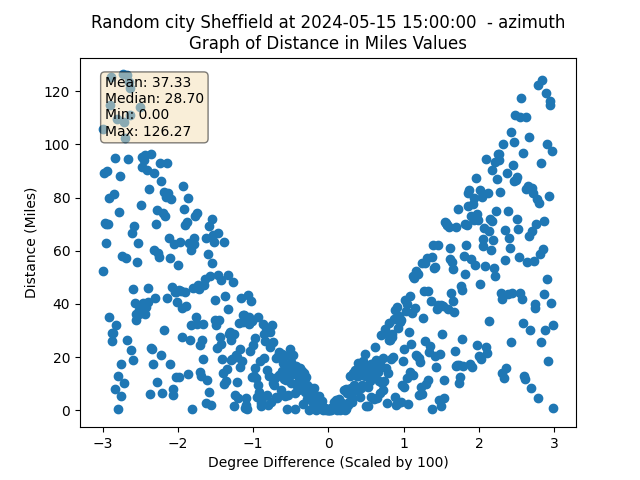 Random city Sheffield at 2024-05-15 15:00:00  - azimuth
Graph of Distance in Miles Values
Mean: 37.33
Median: 28.70
Min: 0.00
Max: 126.27
120
100
80
60
40
20
0
Distance (Miles)
−3
−2
−1
0
1
2
3
Degree Difference (Scaled by 100)